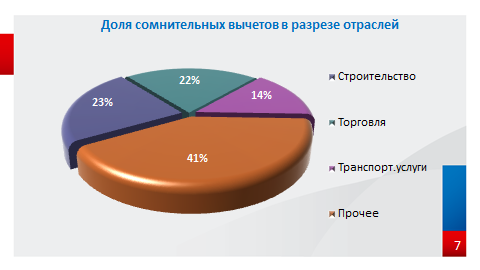 Доля сомнительных вычетов в разрезе отраслей
22%
14%
23%
41%
Строительство
Торговля
Транспорт.услуги
Прочее
7